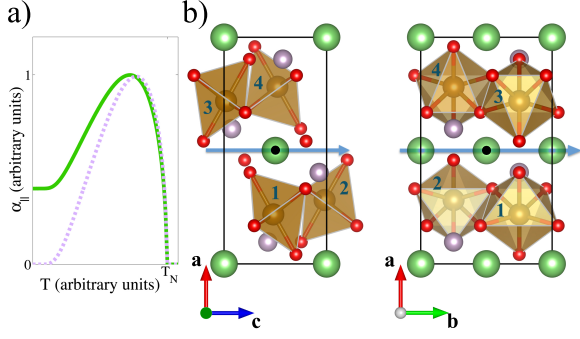 a)
b)
α|| (arbitrary units)
1
0
T (arbitrary units)
T_N
3
4
1
2
a
c
4
3
2
1
a
b